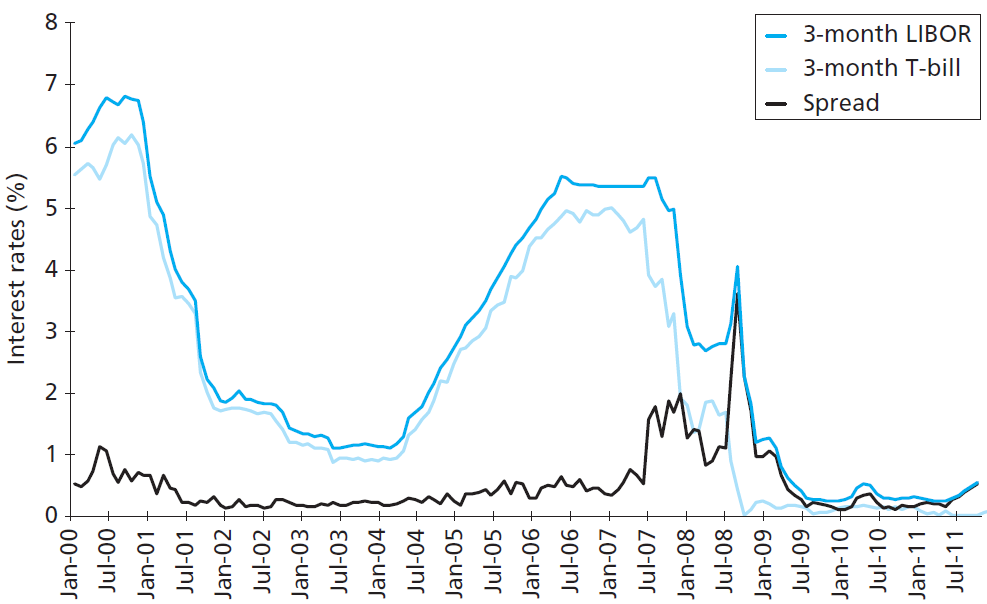 8
7
6
5
4
3
2
1
0
Interest rates (%)
3-month LIBOR
3-month T-bill
Spread
Jan-00
Jul-00
Jan-01
Jul-01
Jan-02
Jul-02
Jan-03
Jul-03
Jan-04
Jul-04
Jan-05
Jul-05
Jan-06
Jul-06
Jan-07
Jul-07
Jan-08
Jul-08
Jan-09
Jul-09
Jan-10
Jul-10
Jan-11
Jul-11